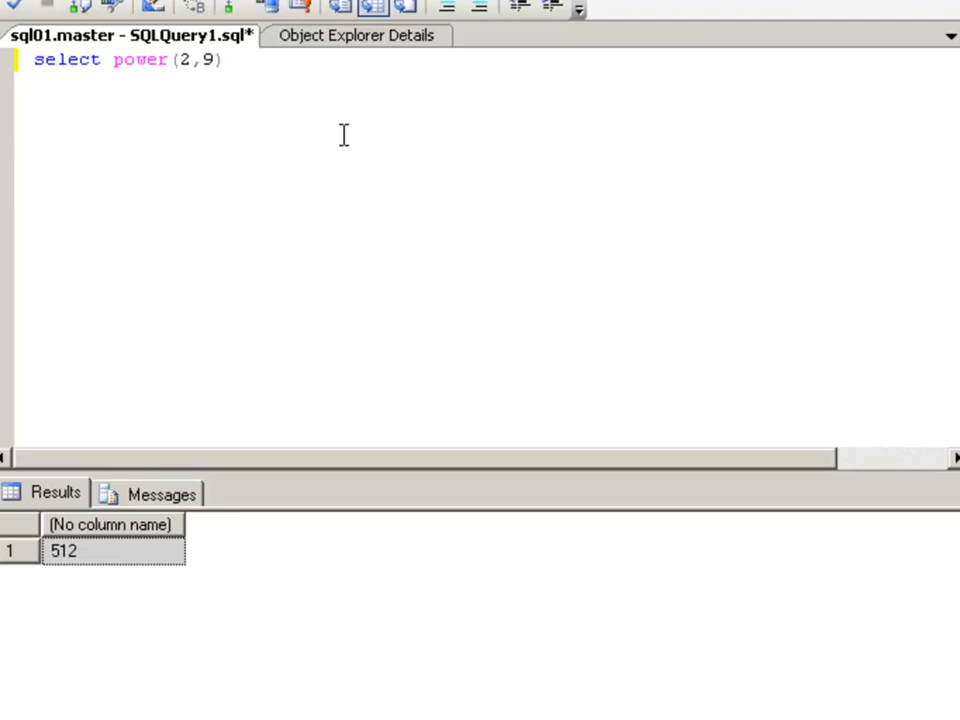 sql01.master - SQLQuery1.sql*
Object Explorer Details
select power(2,9)
Results
Messages
(No column name)
1
512